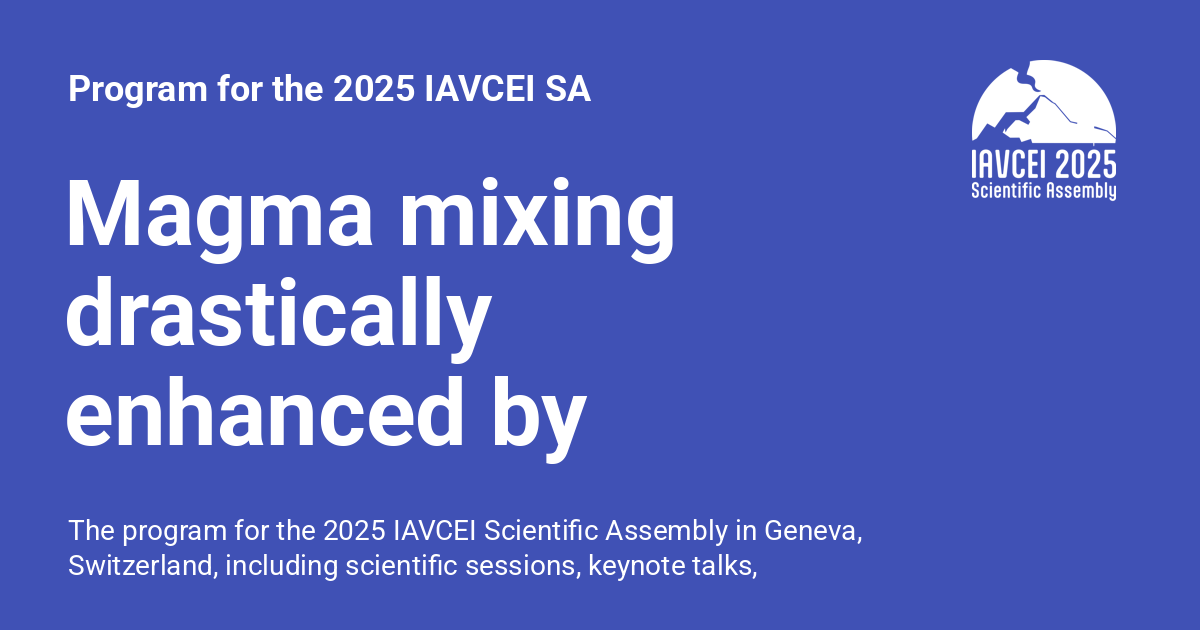 Program for the 2025 IAVCEI SA
IAVCEI 2025
Scientific Assembly
Magma mixing
drastically
enhanced by
The program for the 2025 IAVCEI Scientific Assembly in Geneva,
Switzerland, including scientific sessions, keynote talks,